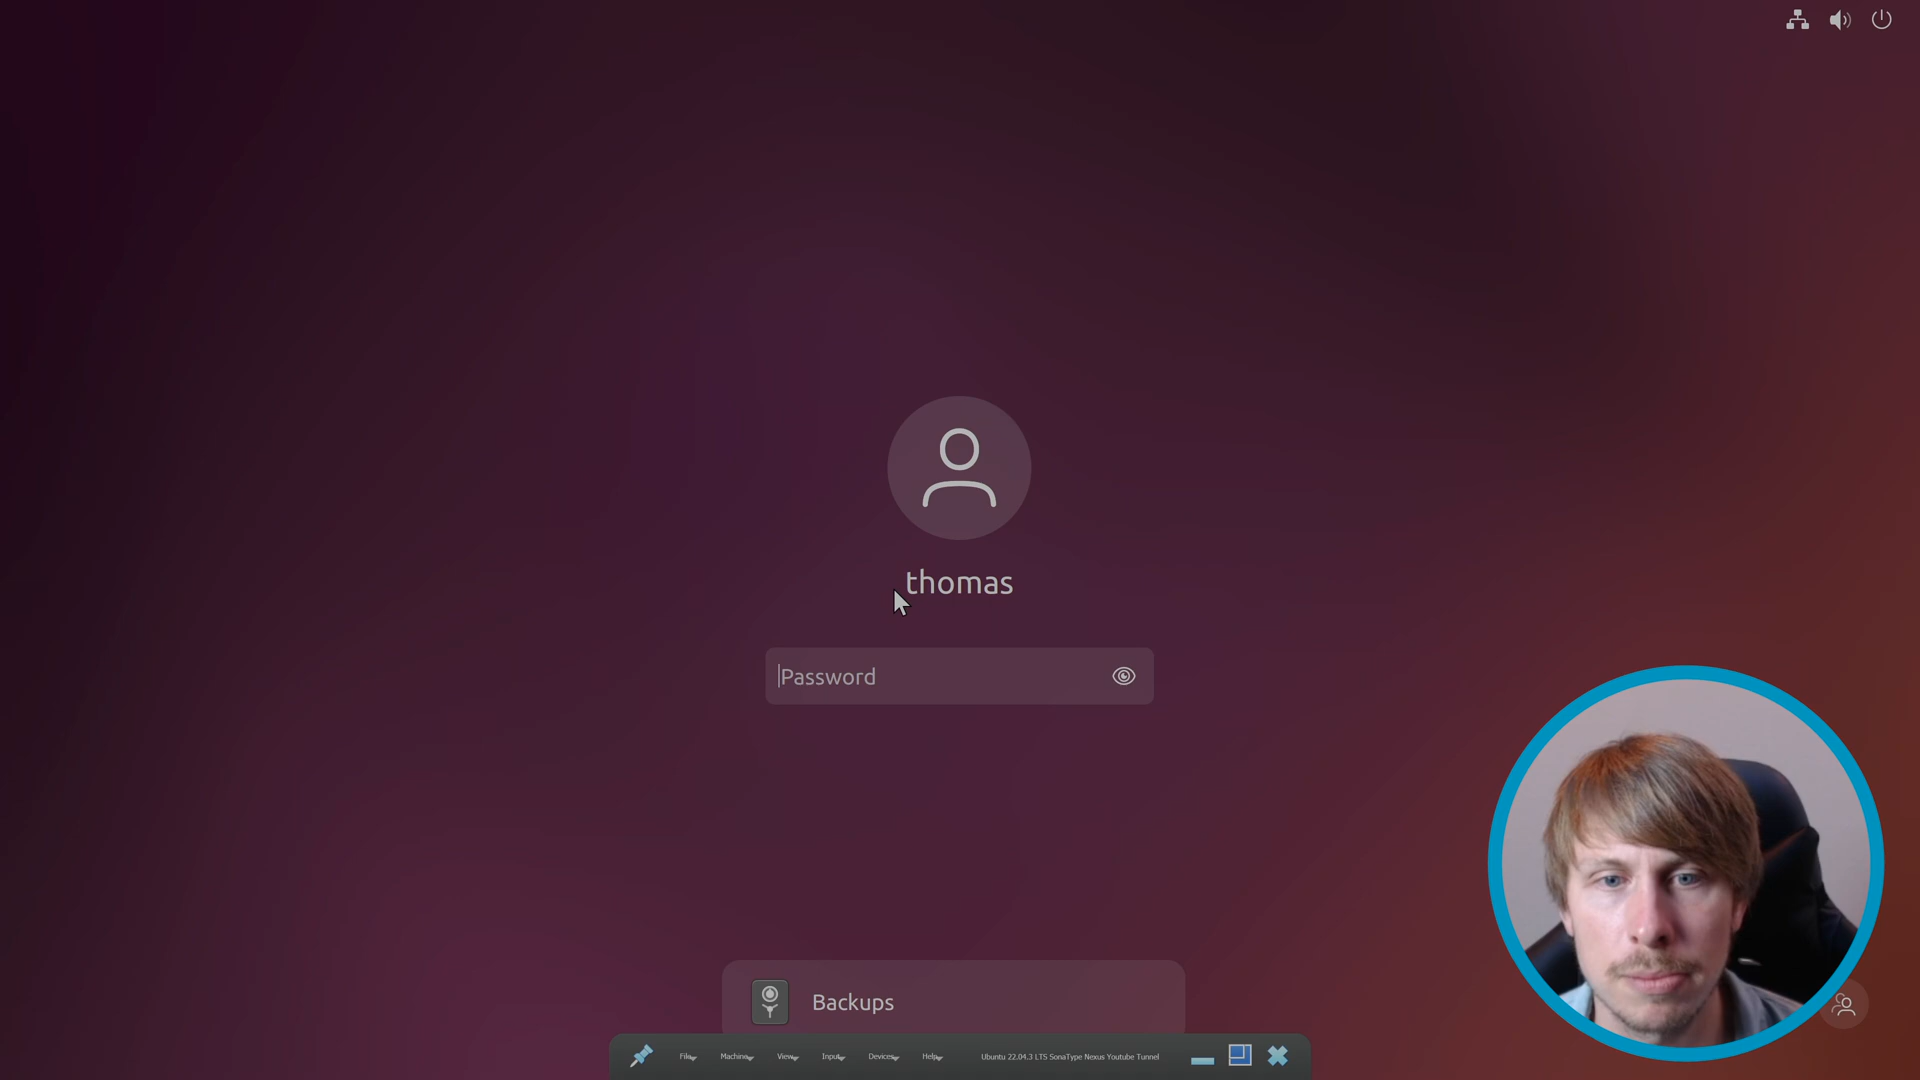 thomas
Password
Backups
File Machine View Input Devices Help Ubuntu 22.04.3 LTS SonaType Nexus Youtube Tunnel